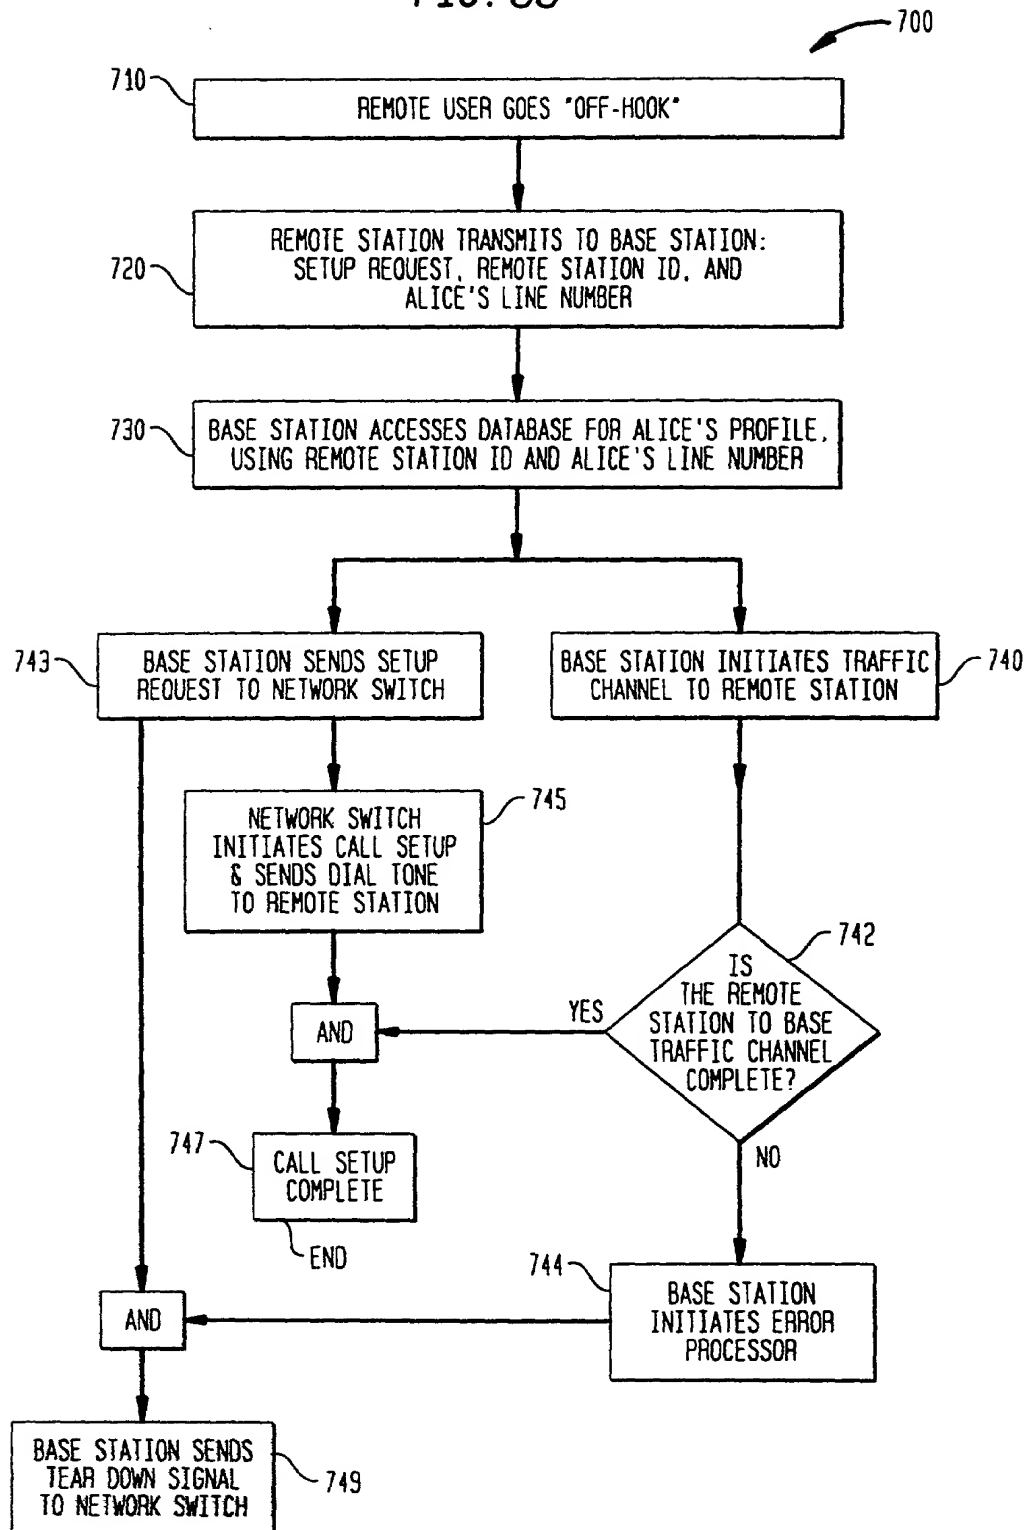 700
710
REMOTE USER GOES "OFF-HOOK"
720
REMOTE STATION TRANSMITS TO BASE STATION:
SETUP REQUEST, REMOTE STATION ID, AND
ALICE'S LINE NUMBER
730
BASE STATION ACCESSES DATABASE FOR ALICE'S PROFILE,
USING REMOTE STATION ID AND ALICE'S LINE NUMBER
743
BASE STATION SENDS SETUP
REQUEST TO NETWORK SWITCH
BASE STATION INITIATES TRAFFIC
CHANNEL TO REMOTE STATION
740
NETWORK SWITCH
INITIATES CALL SETUP
& SENDS DIAL TONE
TO REMOTE STATION
745
742
IS
THE REMOTE
STATION TO BASE
TRAFFIC CHANNEL
COMPLETE?
YES
AND
NO
747
CALL SETUP
COMPLETE
END
744
BASE STATION
INITIATES ERROR
PROCESSOR
AND
BASE STATION SENDS
TEAR DOWN SIGNAL
TO NETWORK SWITCH
749